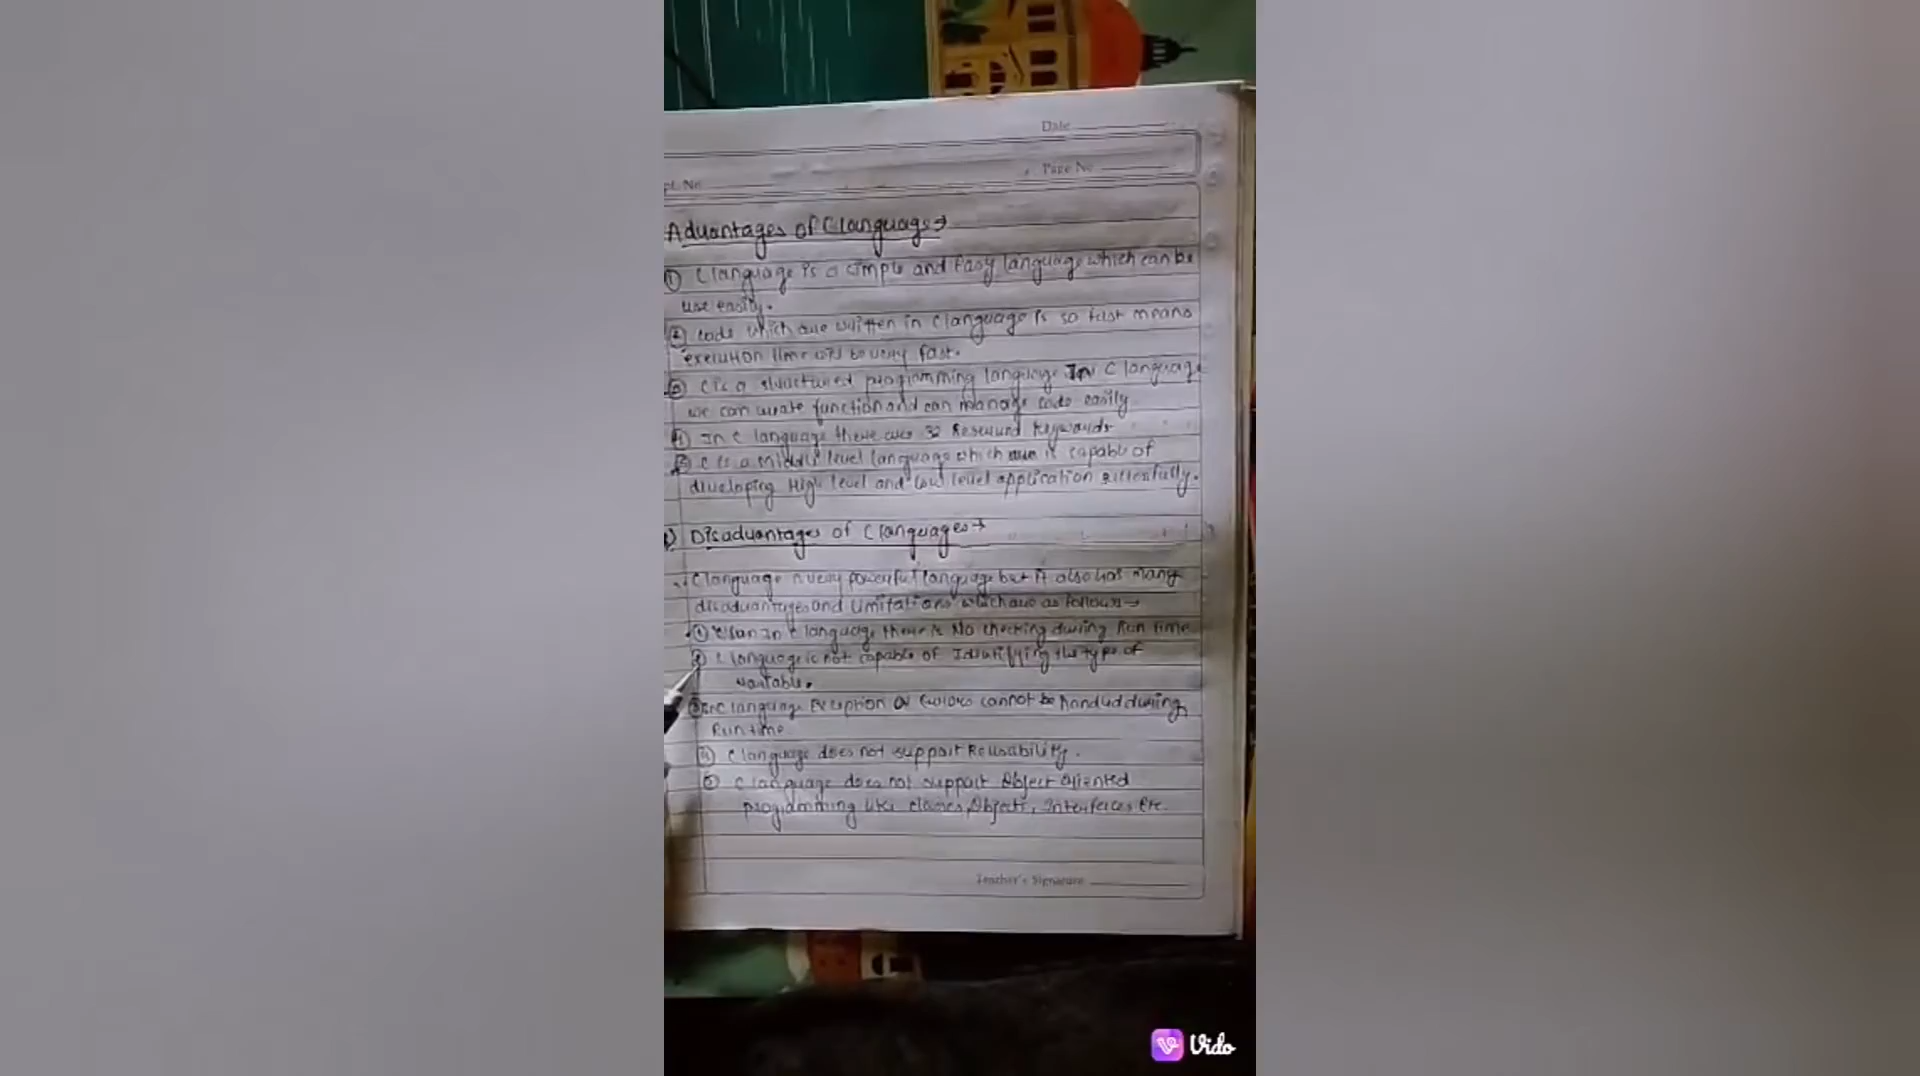 Date
Page No
pt. No
Advantages of C language→
① C language is a simple and Easy language which can be
use easily.
② Code which are written in C language is so fast means
execution time will be very fast.
③ C is a structured programming language In C language
we can create function and can manage code easily
④ In C language there are 32 Reserved Keywords
⑤ C is a middle level language which is capable of
developing High level and low level application
Disadvantages of C languages→
C language is very powerful language but it also has many
disadvantages and limitations which are as follows→
① In C language there is No checking during Run time
② C language is not capable of Identifying the type of
variable.
③ In C language Exception or Errors cannot be handled during
Run time
④ C language does not support Reusability.
⑤ C language does not support Object Oriented
programming like classes, Objects, Interfaces Etc.
Teacher's Signature
Vido